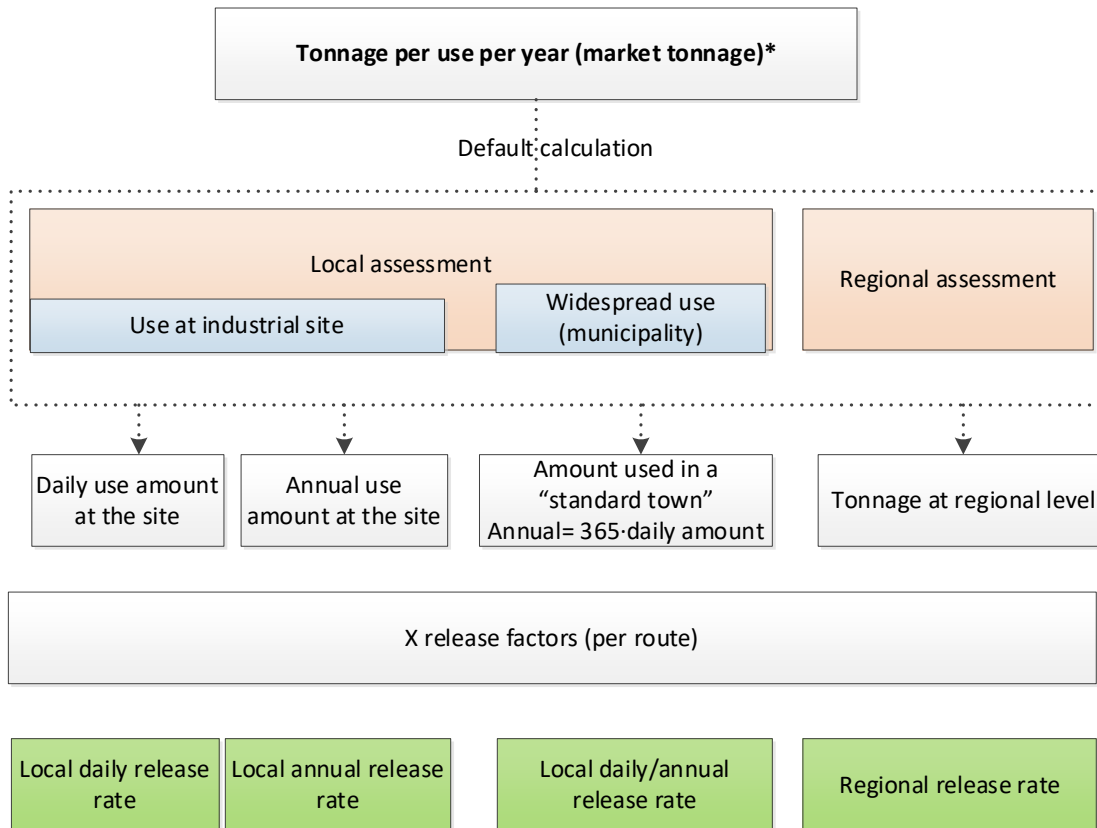 Tonnage per use per year (market tonnage)*
Default calculation
Local assessment
Regional assessment
Use at industrial site
Widespread use
(municipality)
Daily use amount
at the site
Annual use
amount at the site
Amount used in a
“standard town”
Annual= 365·daily amount
Tonnage at regional level
X release factors (per route)
Local daily release
rate
Local annual release
rate
Local daily/annual
release rate
Regional release rate